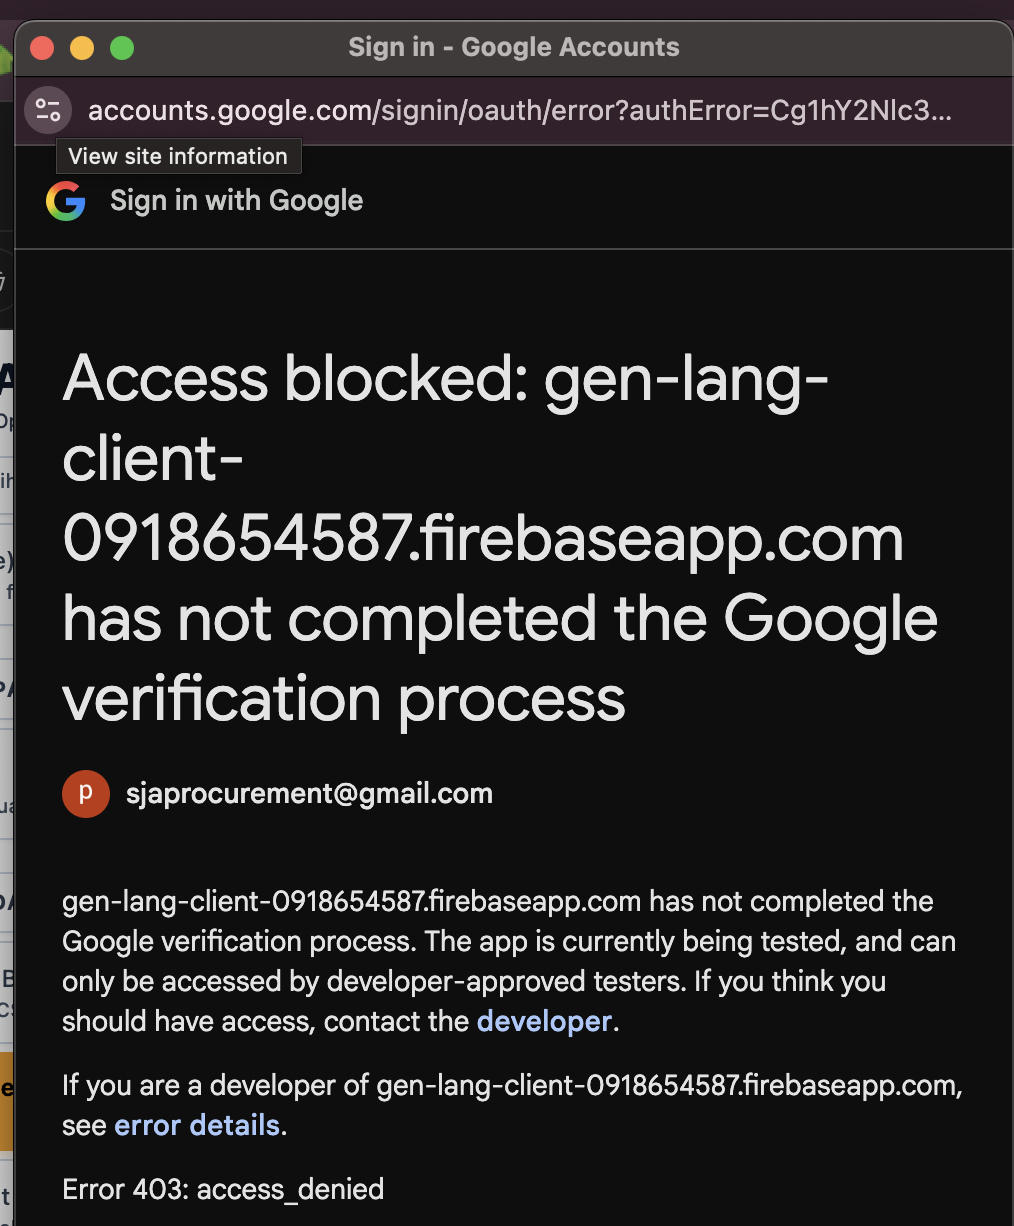 Sign in - Google Accounts
accounts.google.com/signin/oauth/error?authError=Cg1hY2Nlc3...
View site information
Sign in with Google
Access blocked: gen-lang-
client-
0918654587.firebaseapp.com
has not completed the Google
verification process
p
sjaprocurement@gmail.com
gen-lang-client-0918654587.firebaseapp.com has not completed the
Google verification process. The app is currently being tested, and can
only be accessed by developer-approved testers. If you think you
should have access, contact the developer.
If you are a developer of gen-lang-client-0918654587.firebaseapp.com,
see error details.
Error 403: access_denied